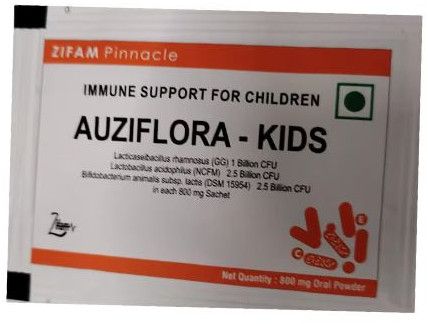 ZIFAM Pinnacle
IMMUNE SUPPORT FOR CHILDREN
AUZIFLORA - KIDS
Lacticaseibacillus rhamnosus (GG) 1 Billion CFU
Lactobacillus acidophilus (NCFM) 2.5 Billion CFU
Bifidobacterium animalis subsp. lactis (DSM 15954) 2.5 Billion CFU
in each 800 mg Sachet
E
C
Net Quantity : 800 mg Oral Powder